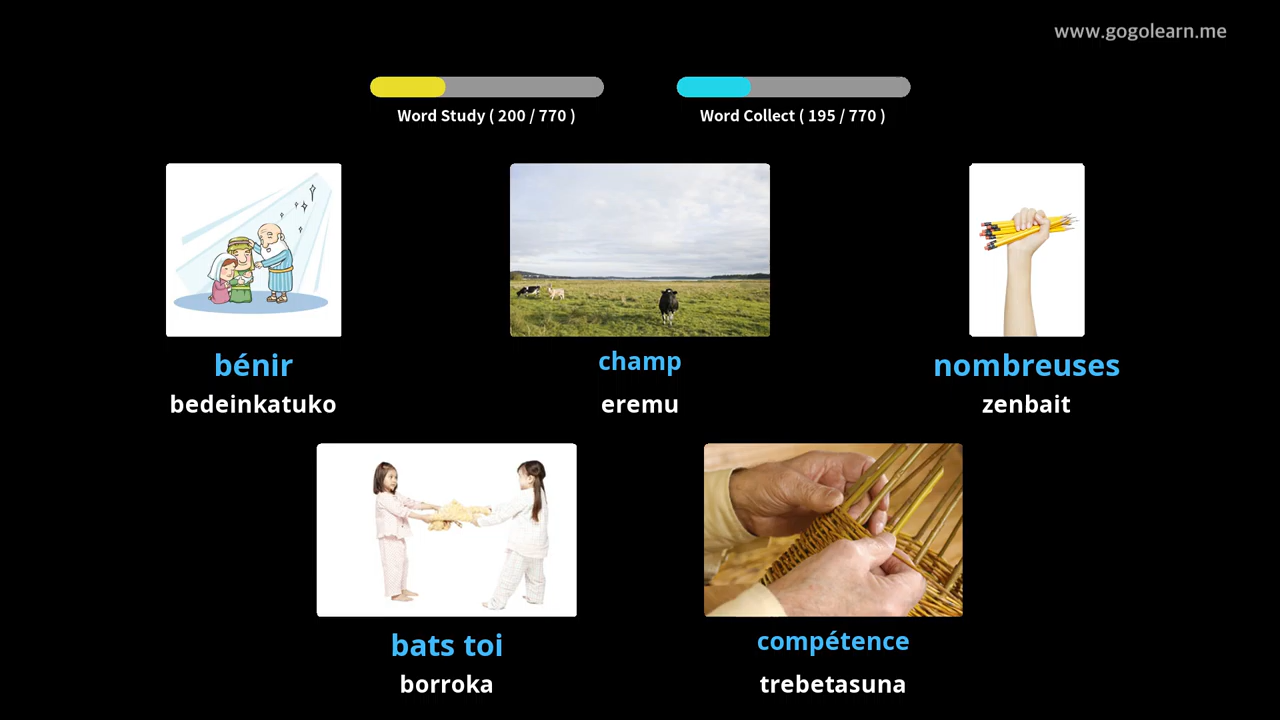 www.gogolearn.me
Word Study ( 200 / 770 )
Word Collect ( 195 / 770 )
bénir
bedeinkatuko
champ
eremu
nombreuses
zenbait
bats toi
borroka
compétence
trebetasuna